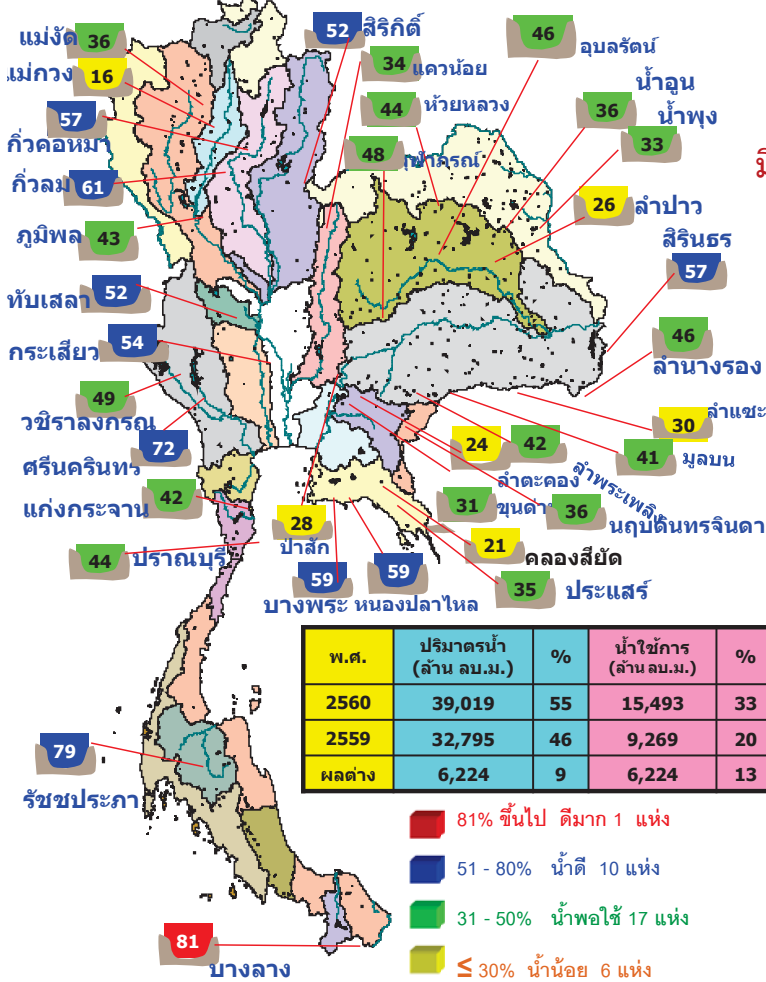 52 สิริกิติ์
46
แม่งัด 36
34 แควน้อย
อุบลรัตน์
แม่กวง 16
44 ห้วยหลวง
น้ำอูน
36
น้ำพุง
57
33
กิ่วคอหมา
48
กิ่วลม 61
26 ลำปาว
ภูมิพล 43
สิรินธร
57
ทับเสลา 52
กระเสียว 54
46
ลำนางรอง
49
วชิราลงกรณ
30 ลำแชะ
72
ศรีนครินทร
24 42
41 มูลบน
ลำตะคอง
ลำพระเพลิง
แก่งกระจาน 42
31 ขุนด่าน
36 นฤบดินทรจินดา
28
ป่าสัก
21 คลองสียัด
44 ปราณบุรี
59 59
35 ประแสร์
บางพระ หนองปลาไหล
พ.ศ. ปริมาตรน้ำ % น้ำใช้การ %
(ล้าน ลบ.ม.) (ล้าน ลบ.ม.)
2560 39,019 55 15,493 33
2559 32,795 46 9,269 20
ผลต่าง 6,224 9 6,224 13
79
รัชชประภา
81% ขึ้นไป ดีมาก 1 แห่ง
51 - 80% น้ำดี 10 แห่ง
31 - 50% น้ำพอใช้ 17 แห่ง
≤ 30% น้ำน้อย 6 แห่ง
81
บางลาง